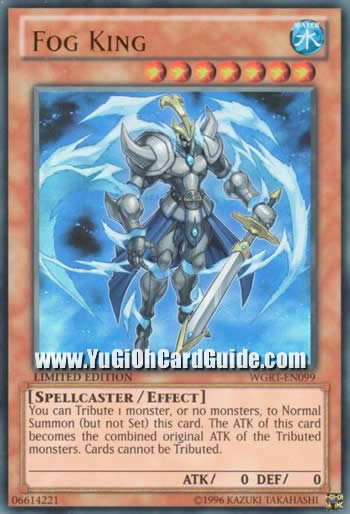 FOG KING
WATER
水
www.YuGiOhCardGuide.com
LIMITED EDITION
WGRT-EN099
[SPELLCASTER / EFFECT]
You can Tribute 1 monster, or no monsters, to Normal
Summon (but not Set) this card. The ATK of this card
becomes the combined original ATK of the Tributed
monsters. Cards cannot be Tributed.
ATK/ 0 DEF/ 0
06614221
©1996 KAZUKI TAKAHASHI